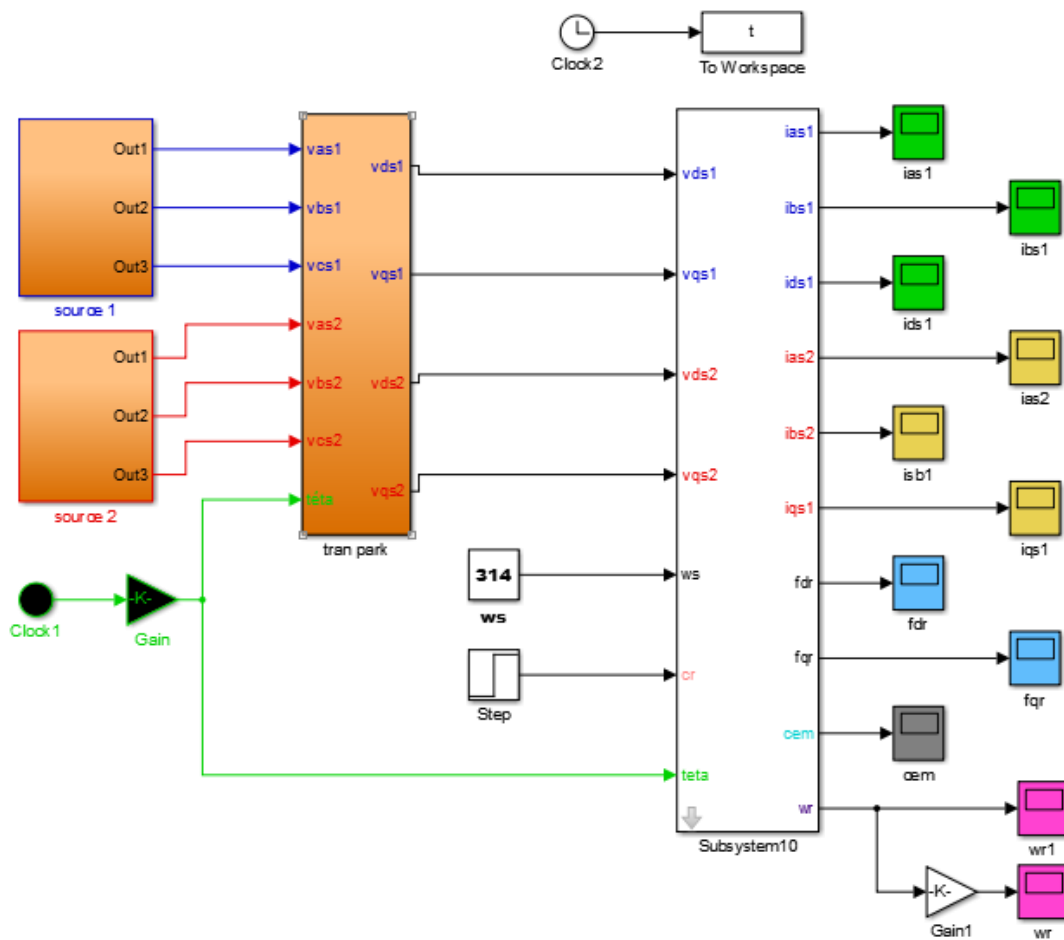 t
Clock2
To Workspace
Out1
Out2
Out3
source 1
Out1
Out2
Out3
source 2
vas1
vbs1
vcs1
vas2
vbs2
vcs2
téta
vds1
vqs1
vds2
vqs2
tran park
Clock1
-K-
Gain
314
ws
Step
vds1
vqs1
vds2
vqs2
ws
cr
teta
ias1
ibs1
ids1
ias2
ibs2
iqs1
fdr
fqr
cem
wr
Subsystem10
ias1
ibs1
ids1
ias2
isb1
iqs1
fdr
fqr
cem
wr1
-K-
Gain1
wr